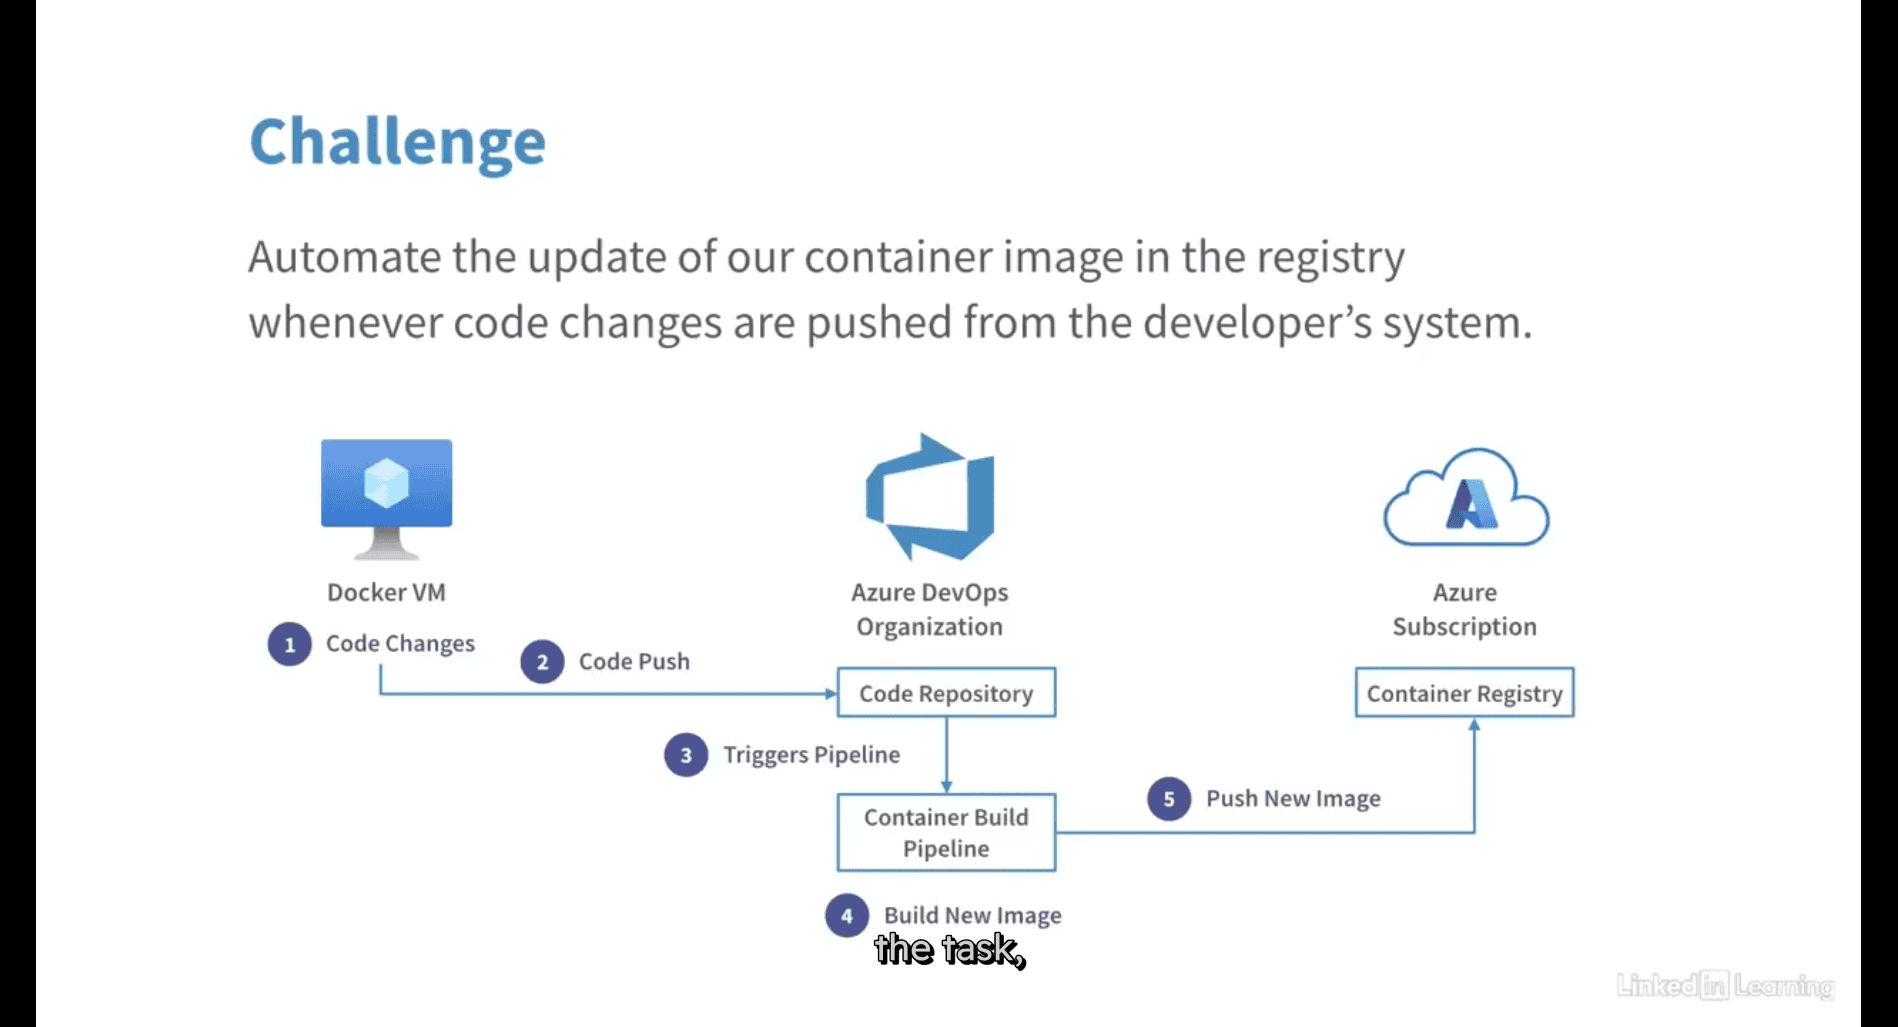 Challenge
Automate the update of our container image in the registry
whenever code changes are pushed from the developer’s system.
Docker VM
Azure DevOps
Organization
Azure
Subscription
1 Code Changes
2 Code Push
Code Repository
Container Registry
3 Triggers Pipeline
Container Build
Pipeline
5 Push New Image
4 Build New Image
the task,
Linked in Learning